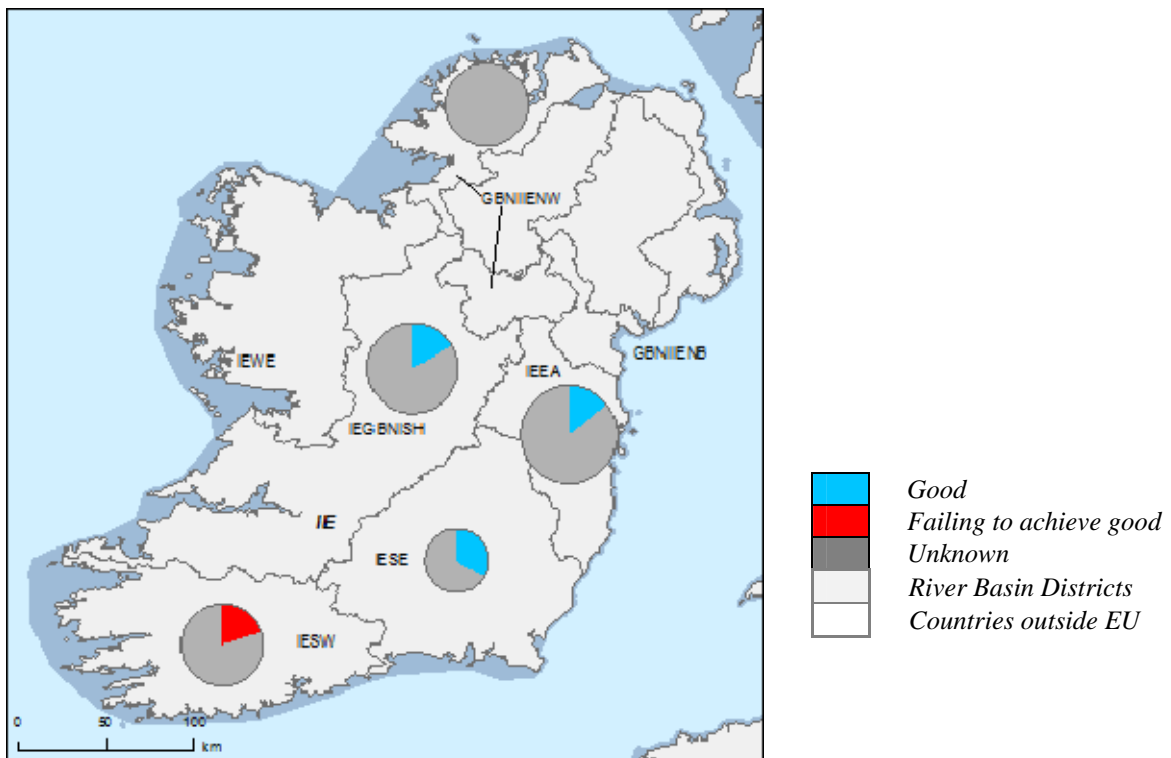 GBNIIENW
GBNIIENB
IEWE
IEEA
IEGBNISH
IIE
IESE
IESW
0 50 100
km
Good
Failing to achieve good
Unknown
River Basin Districts
Countries outside EU